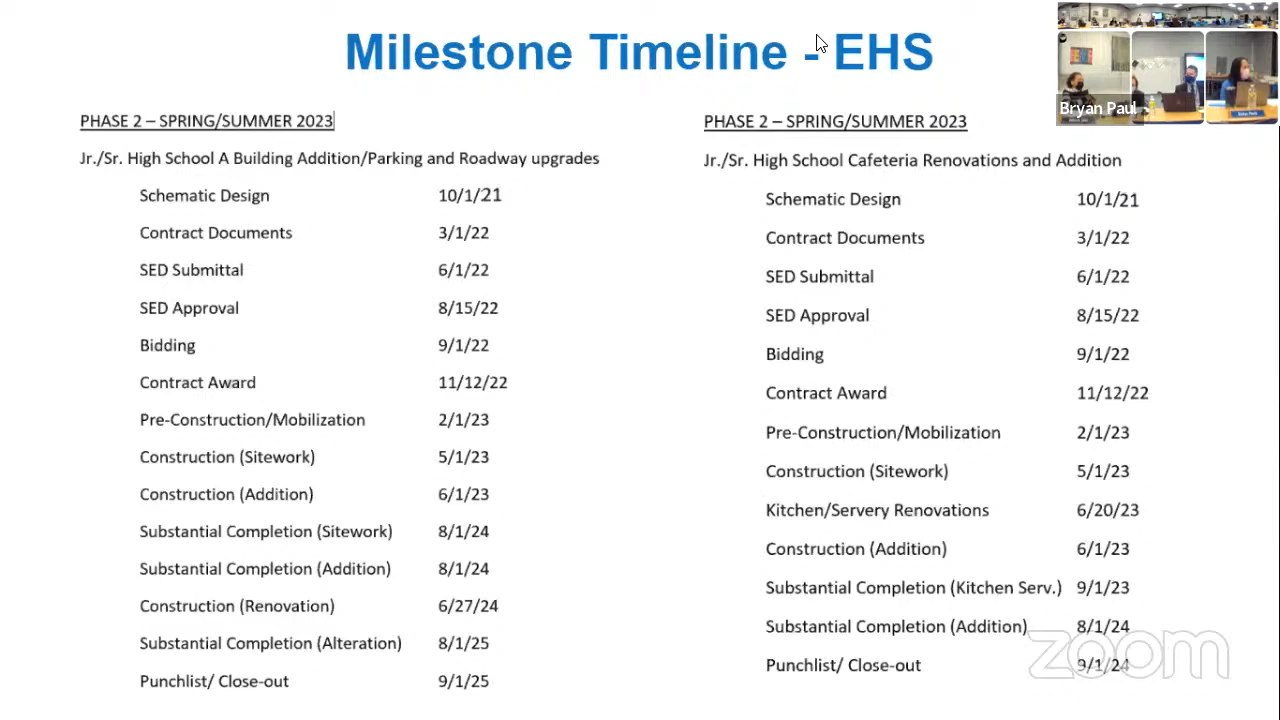 Milestone Timeline - EHS
Bryan Paul
PHASE 2 – SPRING/SUMMER 2023
Jr./Sr. High School A Building Addition/Parking and Roadway upgrades
Schematic Design 10/1/21
Contract Documents 3/1/22
SED Submittal 6/1/22
SED Approval 8/15/22
Bidding 9/1/22
Contract Award 11/12/22
Pre-Construction/Mobilization 2/1/23
Construction (Sitework) 5/1/23
Construction (Addition) 6/1/23
Substantial Completion (Sitework) 8/1/24
Substantial Completion (Addition) 8/1/24
Construction (Renovation) 6/27/24
Substantial Completion (Alteration) 8/1/25
Punchlist/ Close-out 9/1/25
PHASE 2 – SPRING/SUMMER 2023
Jr./Sr. High School Cafeteria Renovations and Addition
Schematic Design 10/1/21
Contract Documents 3/1/22
SED Submittal 6/1/22
SED Approval 8/15/22
Bidding 9/1/22
Contract Award 11/12/22
Pre-Construction/Mobilization 2/1/23
Construction (Sitework) 5/1/23
Kitchen/Servery Renovations 6/20/23
Construction (Addition) 6/1/23
Substantial Completion (Kitchen Serv.) 9/1/23
Substantial Completion (Addition) 8/1/24
Punchlist/ Close-out 9/1/24
zoom